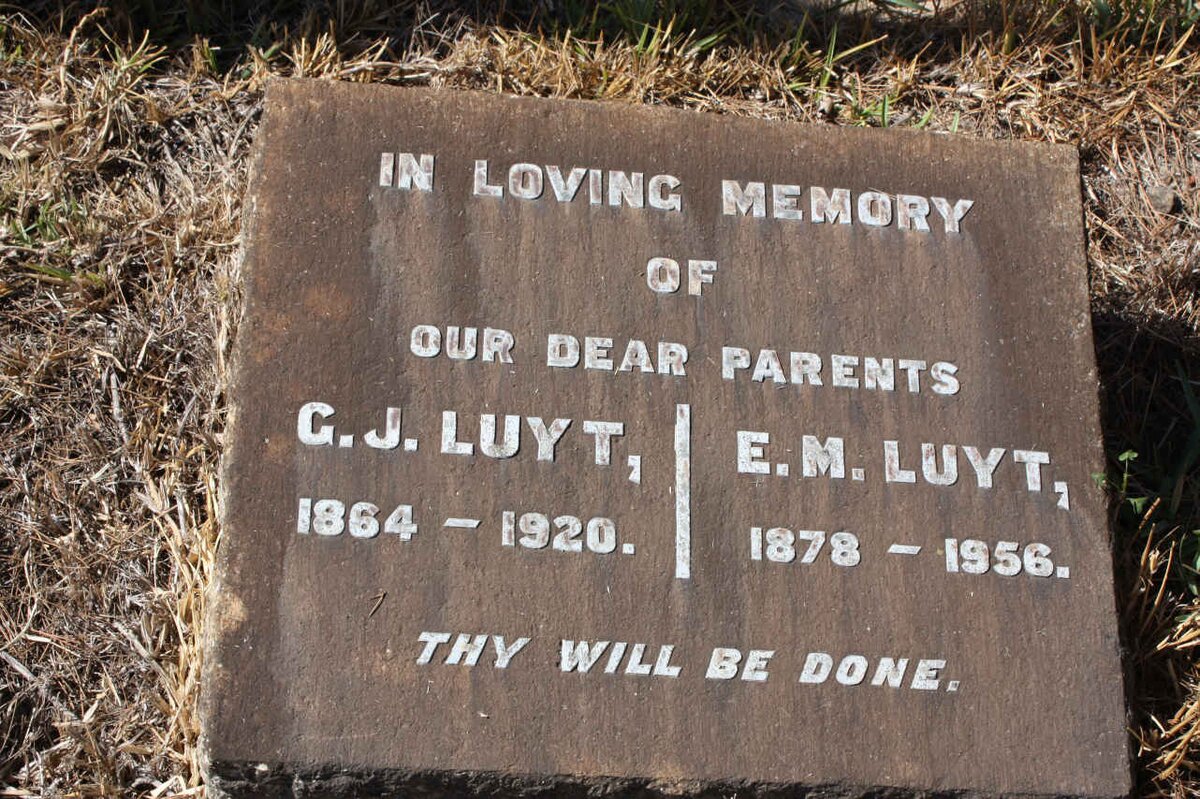 IN LOVING MEMORY
OF
OUR DEAR PARENTS
G.J. LUYT, E.M. LUYT,
1864 – 1920. 1878 – 1956.
THY WILL BE DONE.